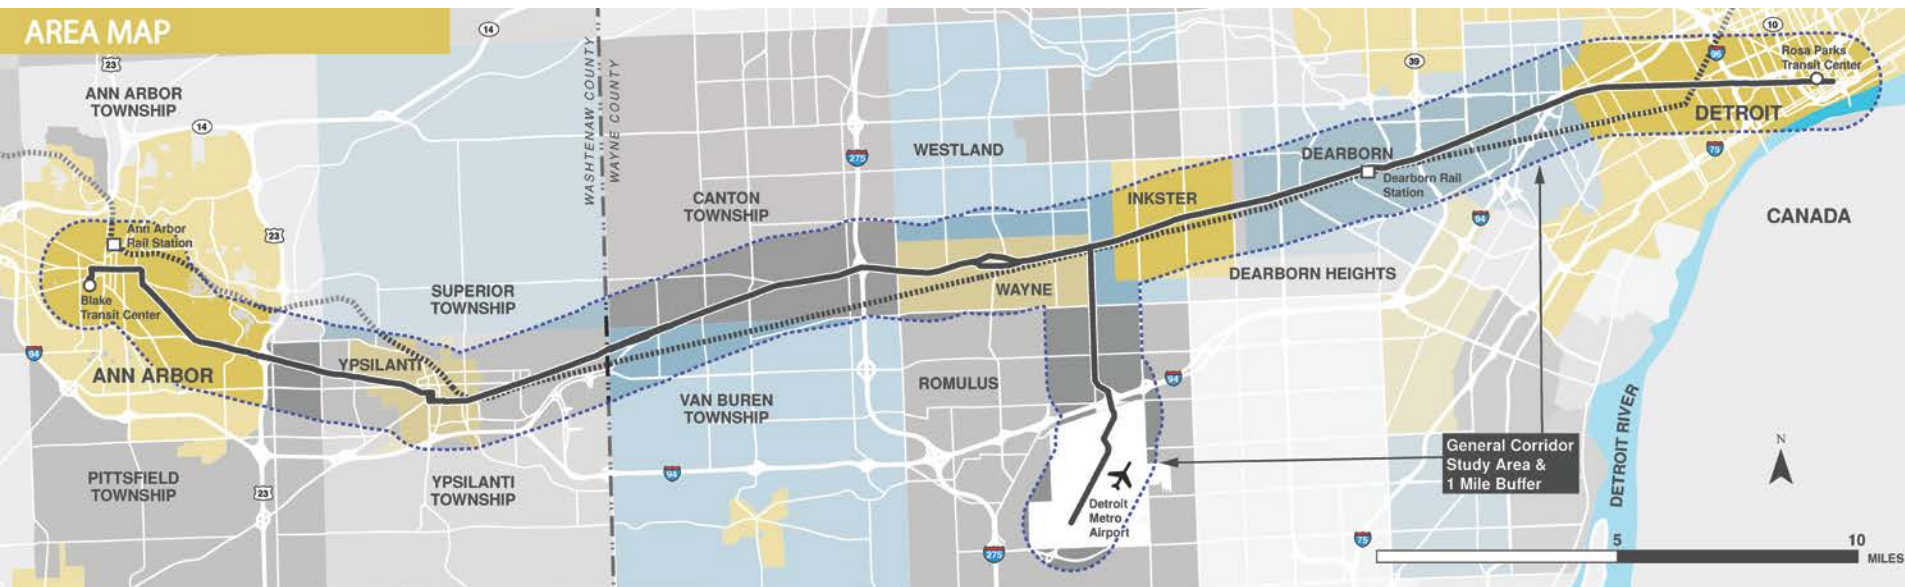 AREA MAP
14
23
WASHTENAW COUNTY
WAYNE COUNTY
ANN ARBOR
TOWNSHIP
14
275
WESTLAND
39
10
96
Rosa Parks
Transit Center
DETROIT
75
DEARBORN
Dearborn Rail
Station
CANTON
TOWNSHIP
INKSTER
94
CANADA
Ann Arbor
Rail Station
23
Blake
Transit Center
SUPERIOR
TOWNSHIP
WAYNE
DEARBORN HEIGHTS
94
ANN ARBOR
YPSILANTI
ROMULUS
94
VAN BUREN
TOWNSHIP
DETROIT RIVER
General Corridor
Study Area &
1 Mile Buffer
N
PITTSFIELD
TOWNSHIP
23
YPSILANTI
TOWNSHIP
94
Detroit
Metro
Airport
275
75
5
10
MILES